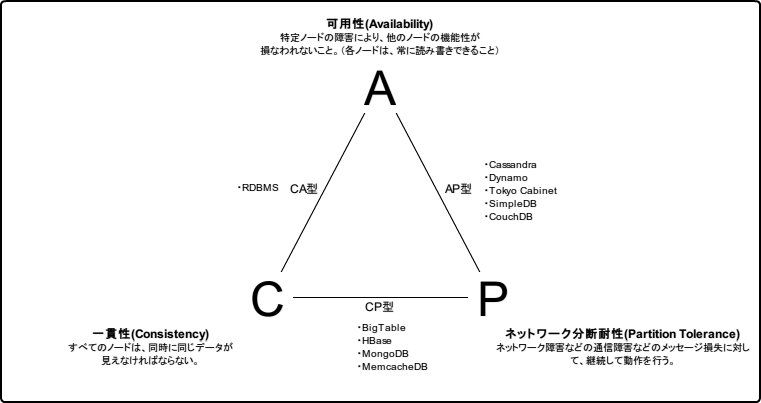 可用性(Availability)
特定ノードの障害により、他のノードの機能性が
損なわれないこと。（各ノードは、常に読み書きできること）
A
・Cassandra
・Dynamo
・Tokyo Cabinet
・SimpleDB
・CouchDB
・RDBMS CA型
AP型
C
P
CP型
・BigTable
・HBase
・MongoDB
・MemcacheDB
一貫性(Consistency)
すべてのノードは、同時に同じデータが
見えなければならない。
ネットワーク分断耐性(Partition Tolerance)
ネットワーク障害などの通信障害などのメッセージ損失に対し
て、継続して動作を行う。